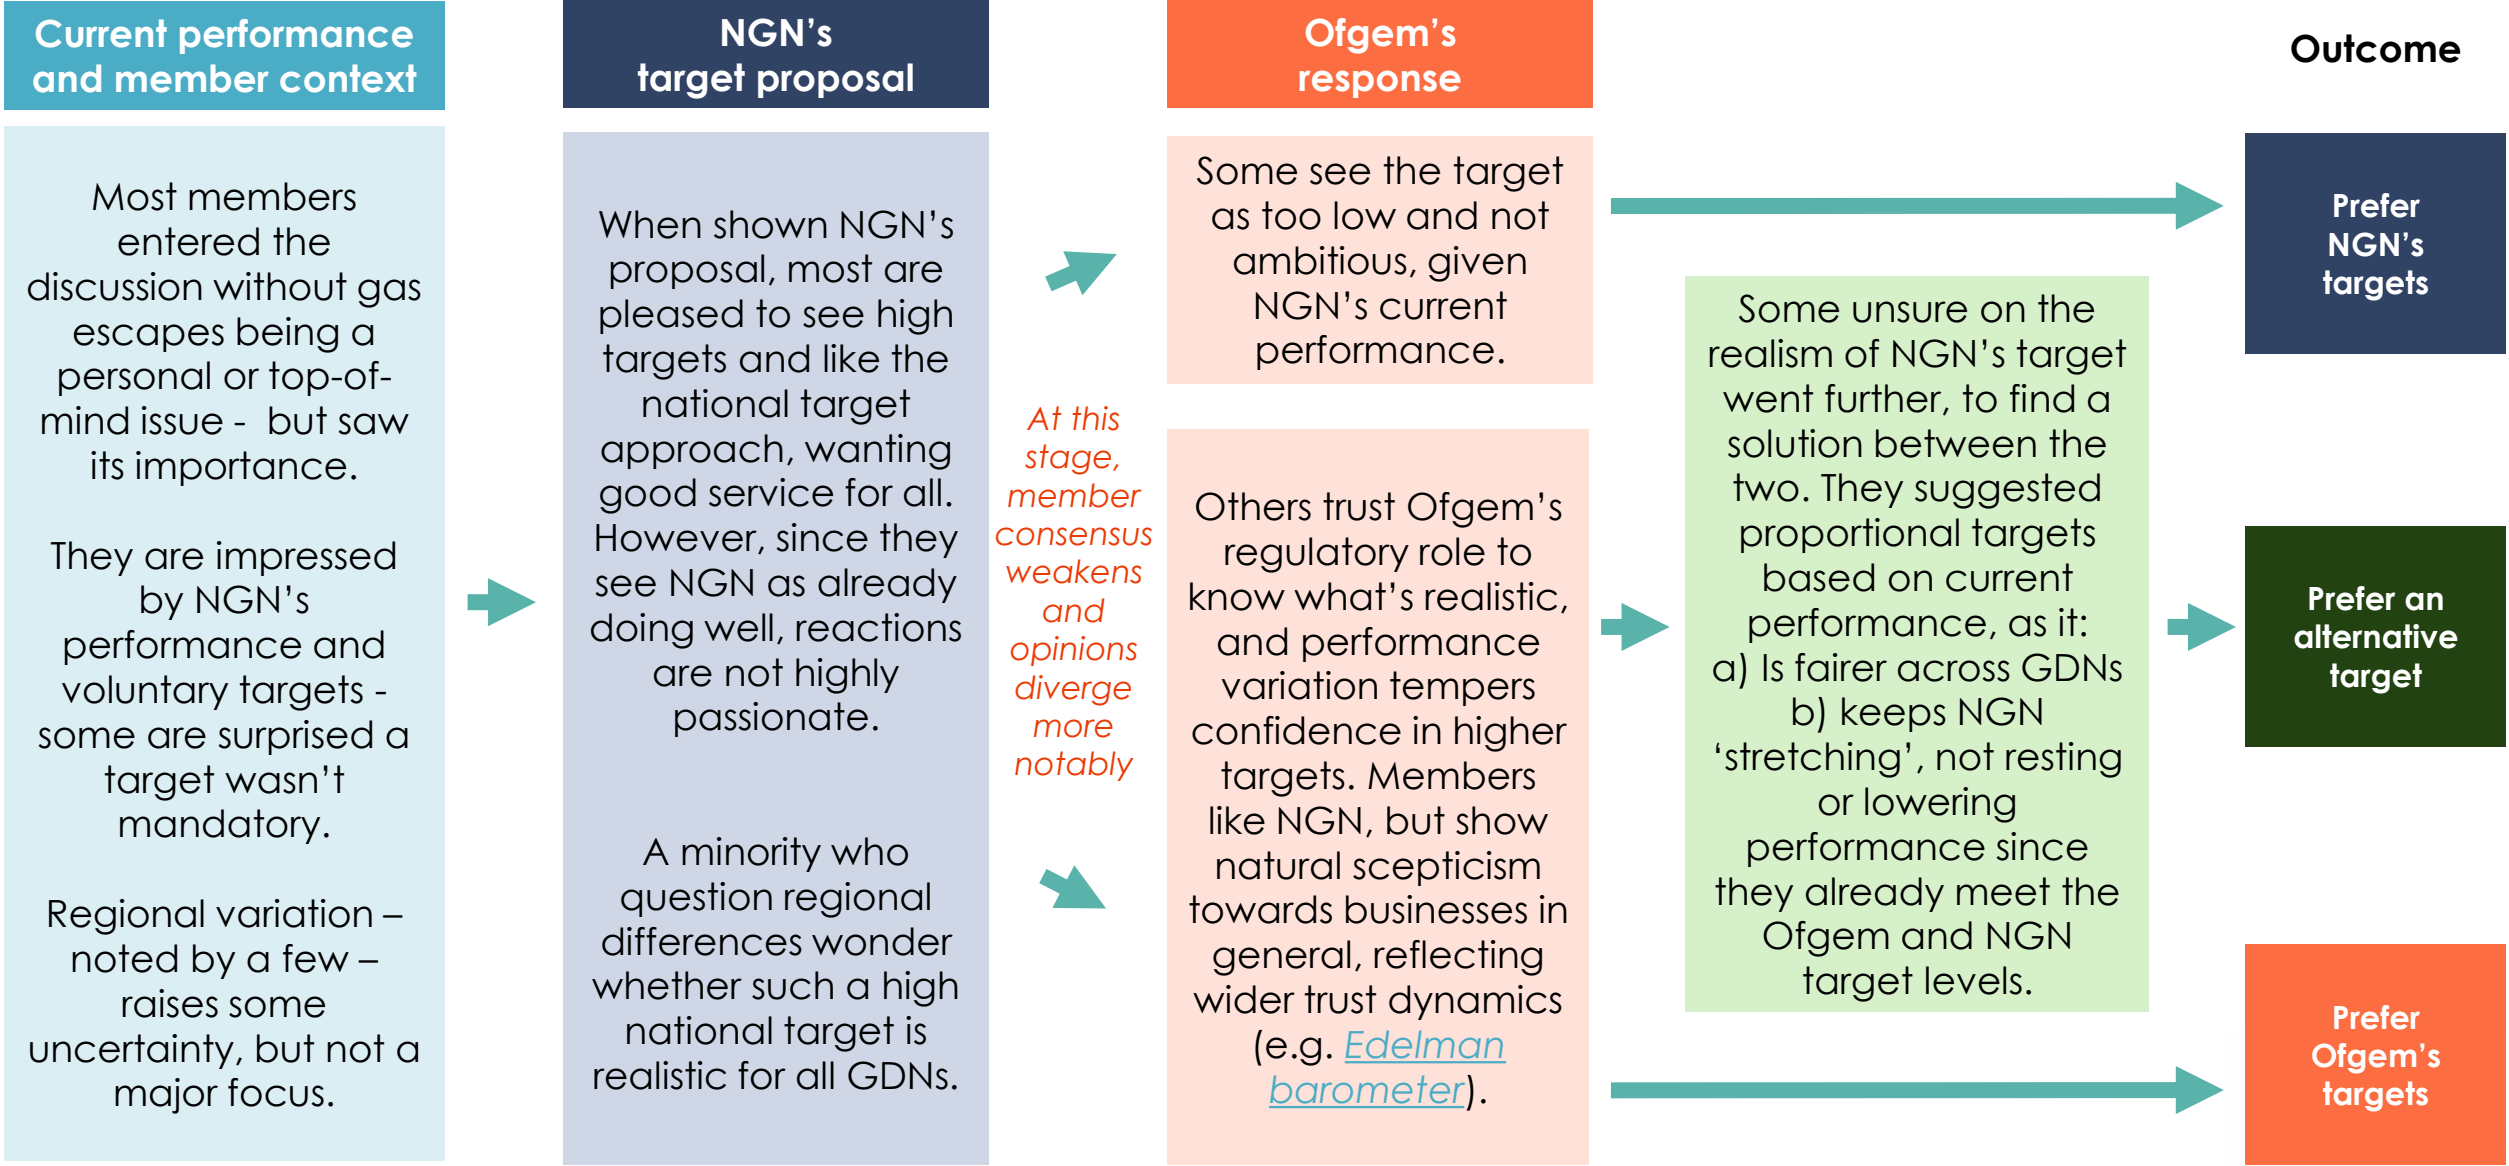 Current performance
and member context
Most members
entered the
discussion without gas
escapes being a
personal or top-of-
mind issue -  but saw
its importance.
They are impressed
by NGN’s
performance and
voluntary targets -
some are surprised a
target wasn’t
mandatory.
Regional variation –
noted by a few –
raises some
uncertainty, but not a
major focus.
NGN’s
target proposal
When shown NGN’s
proposal, most are
pleased to see high
targets and like the
national target
approach, wanting
good service for all.
However, since they
see NGN as already
doing well, reactions
are not highly
passionate.
A minority who
question regional
differences wonder
whether such a high
national target is
realistic for all GDNs.
At this
stage,
member
consensus
weakens
and
opinions
diverge
more
notably
Ofgem’s
response
Some see the target
as too low and not
ambitious, given
NGN’s current
performance.
Others trust Ofgem’s
regulatory role to
know what’s realistic,
and performance
variation tempers
confidence in higher
targets. Members
like NGN, but show
natural scepticism
towards businesses in
general, reflecting
wider trust dynamics
(e.g. Edelman
barometer).
Some unsure on the
realism of NGN’s target
went further, to find a
solution between the
two. They suggested
proportional targets
based on current
performance, as it:
a) Is fairer across GDNs
b) keeps NGN
‘stretching’, not resting
or lowering
performance since
they already meet the
Ofgem and NGN
target levels.
Outcome
Prefer
NGN’s
targets
Prefer an
alternative
target
Prefer
Ofgem’s
targets